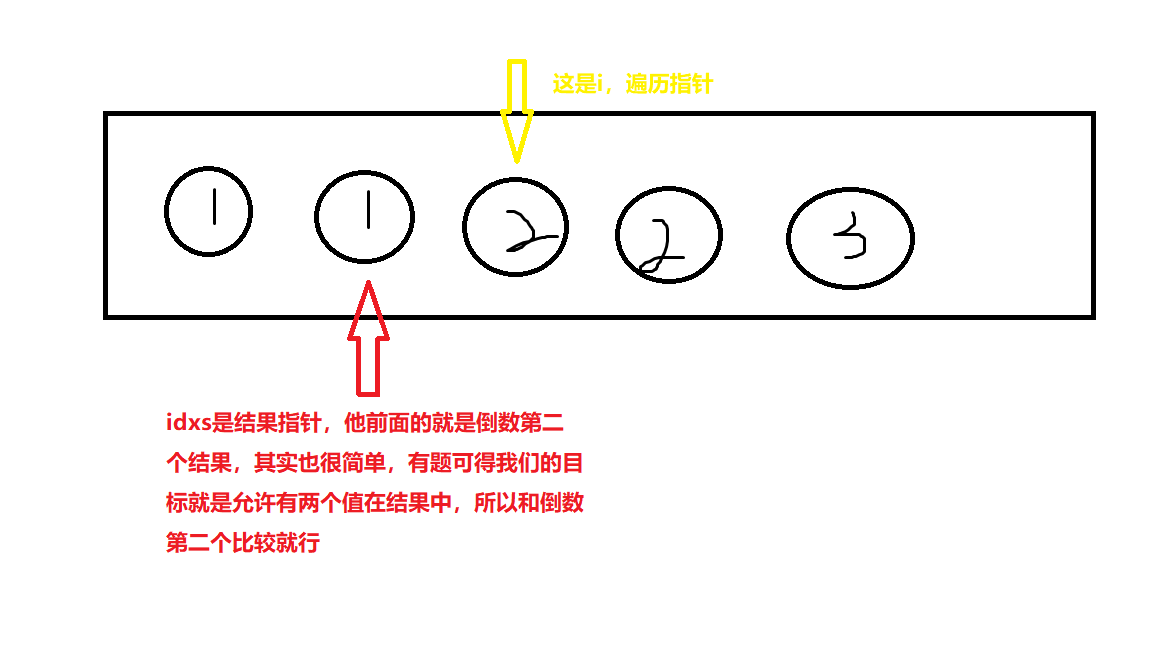 这是i，遍历指针
1 1 2 2 3
idxs是结果指针，他前面的就是倒数第二
个结果，其实也很简单，有题可得我们的目
标就是允许有两个值在结果中，所以和倒数
第二个比较就行